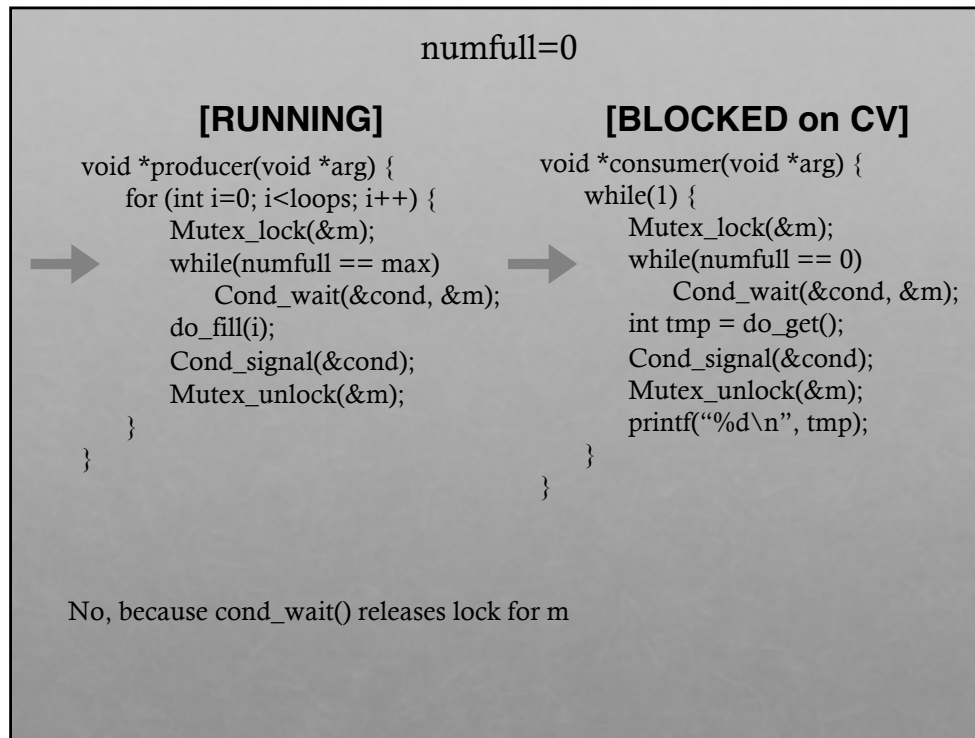 numfull=0
[RUNNING]
void *producer(void *arg) {
for (int i=0; i<loops; i++) {
Mutex_lock(&m);
while(numfull == max)
Cond_wait(&cond, &m);
do_fill(i);
Cond_signal(&cond);
Mutex_unlock(&m);
}
}
[BLOCKED on CV]
void *consumer(void *arg) {
while(1) {
Mutex_lock(&m);
while(numfull == 0)
Cond_wait(&cond, &m);
int tmp = do_get();
Cond_signal(&cond);
Mutex_unlock(&m);
printf(“%d\n”, tmp);
}
}
No, because cond_wait() releases lock for m